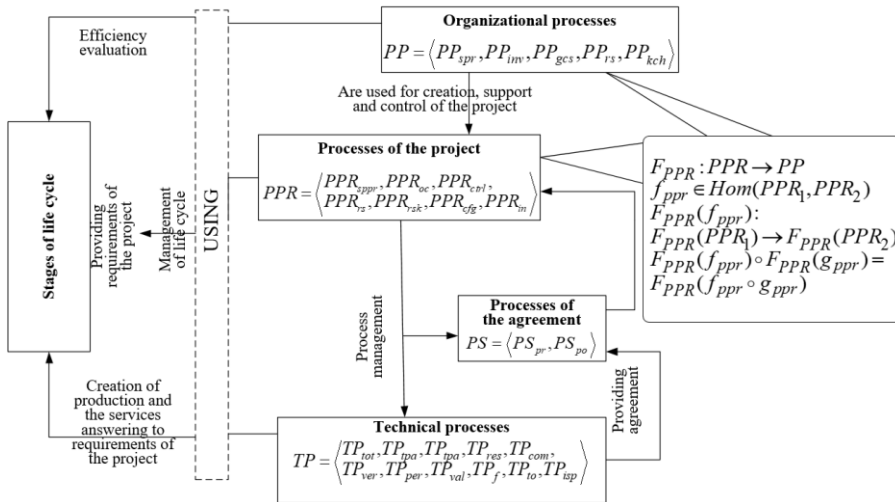 Efficiency
evaluation
Organizational processes
PP = ⟨PP_spr, PP_inv, PP_gcs, PP_rs, PP_kch⟩
Are used for creation, support
and control of the project
Processes of the project
PPR = ⟨PPR_sppr, PPR_oc, PPR_ctrl,
PPR_rs, PPR_rsk, PPR_cfg, PPR_in⟩
Stages of life cycle
Providing
requirements of
the project
Management
of life cycle
USING
F_PPR : PPR → PP
f_ppr ∈ Hom(PPR_1, PPR_2)
F_PPR(f_ppr):
F_PPR(PPR_1) → F_PPR(PPR_2)
F_PPR(f_ppr) ∘ F_PPR(g_ppr) =
F_PPR(f_ppr ∘ g_ppr)
Processes of
the agreement
PS = ⟨PS_pr, PS_po⟩
Process
management
Providing
agreement
Creation of
production and
the services
answering to
requirements of
the project
Technical processes
TP = ⟨TP_tot, TP_tpa, TP_tpa, TP_res, TP_com,
TP_ver, TP_per, TP_val, TP_f, TP_to, TP_isp⟩